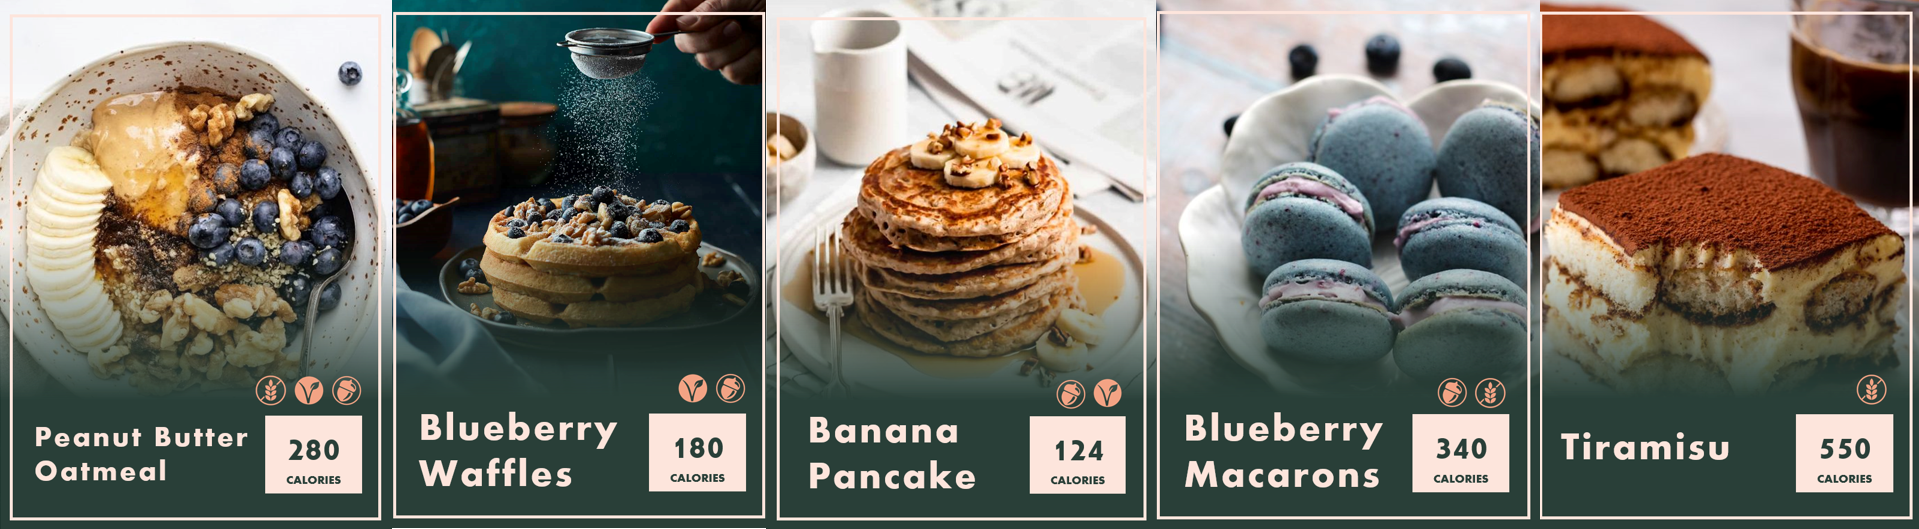 Peanut Butter
Oatmeal
280
CALORIES
Blueberry
Waffles
180
CALORIES
Banana
Pancake
124
CALORIES
Blueberry
Macarons
340
CALORIES
Tiramisu
550
CALORIES